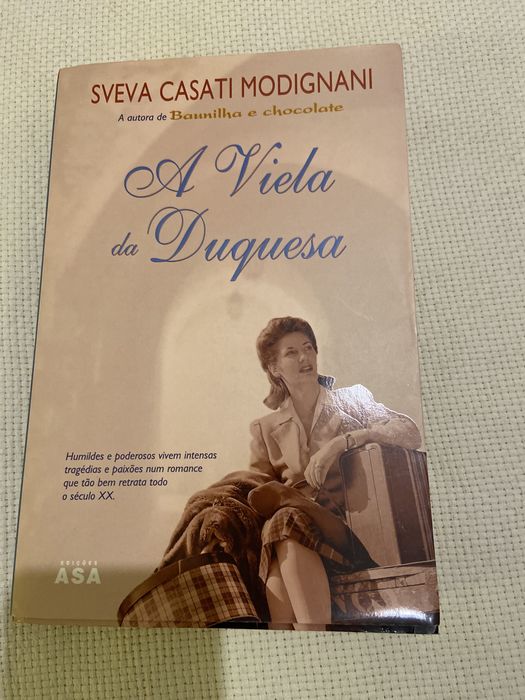 SVEVA CASATI MODIGNANI
A autora de Baunilha e chocolate
A Viela
da Duquesa
Humildes e poderosos vivem intensas
tragédias e paixões num romance
que tão bem retrata todo
o século XX.
EDIÇÕES
ASA